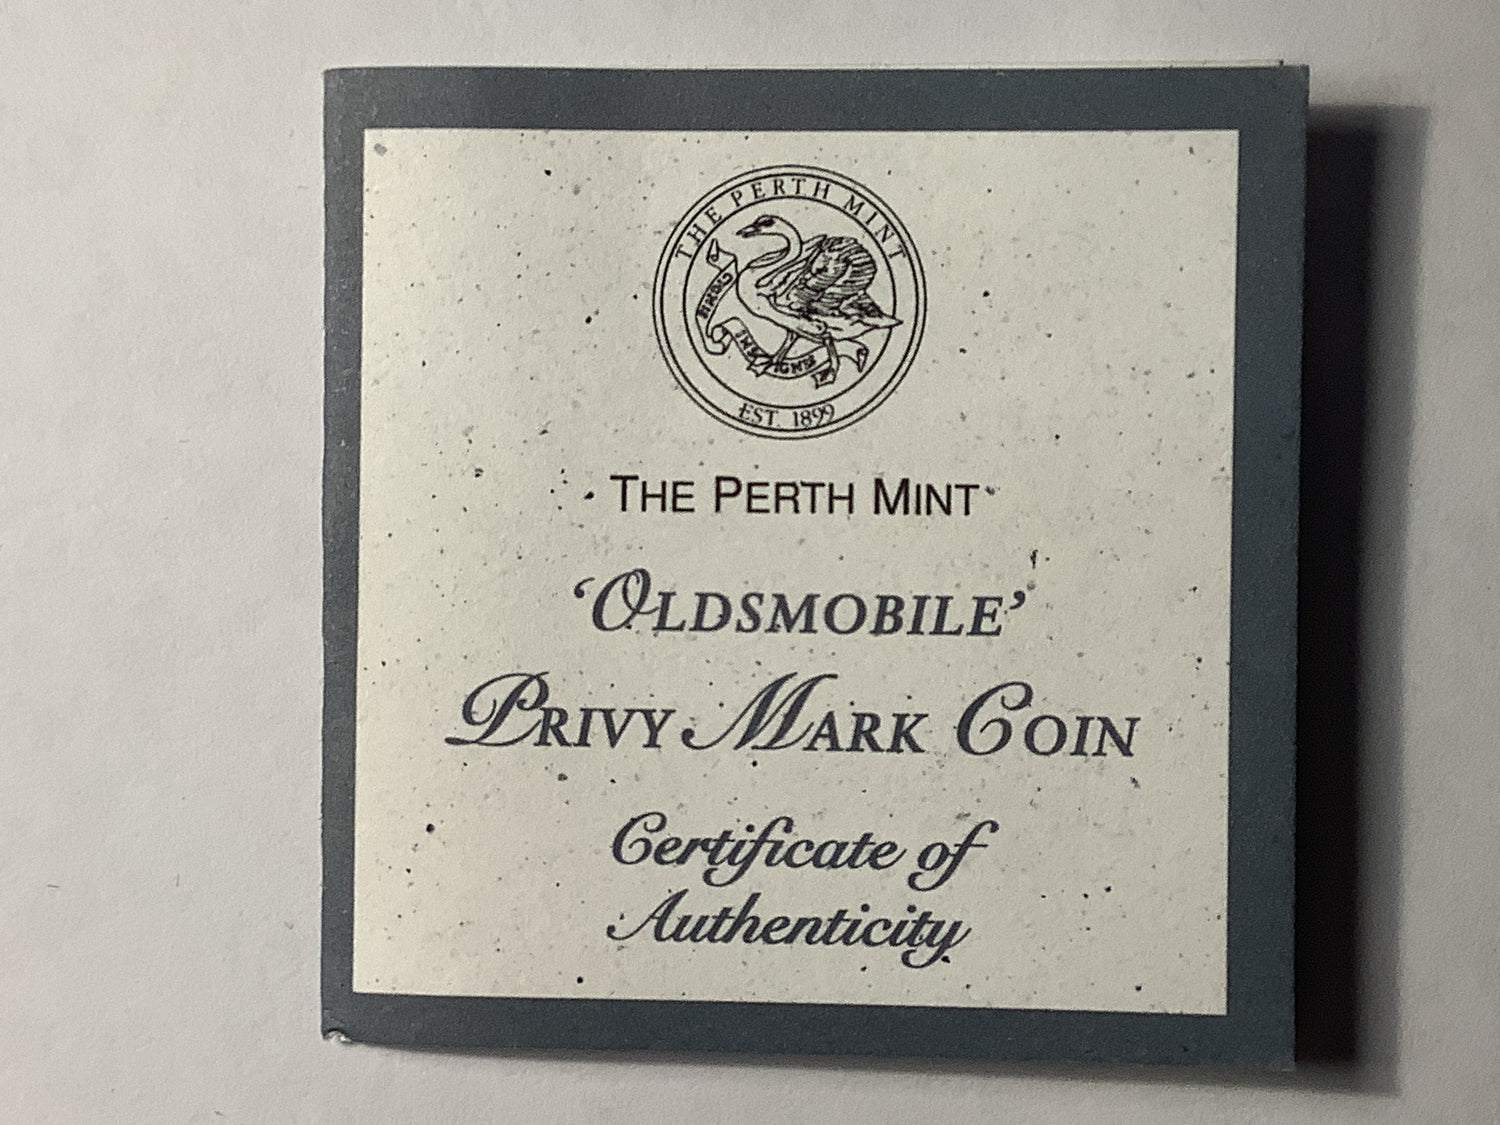 THE PERTH MINT
EST. 1899
THE PERTH MINT
‘OLDSMOBILE’
PRIVY MARK COIN
Certificate of
Authenticity